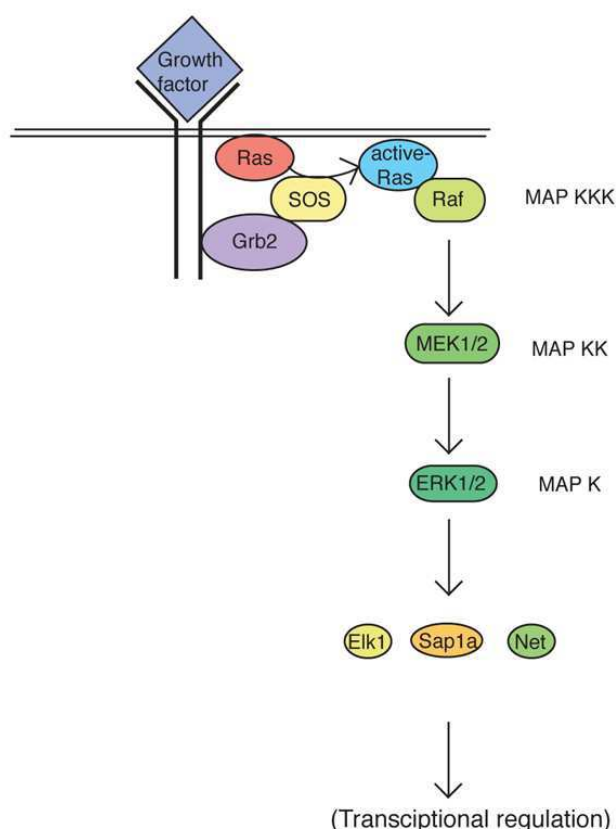 Growth
factor
Ras
active-
Ras
SOS
Raf
MAP KKK
Grb2
MEK1/2
MAP KK
ERK1/2
MAP K
Elk1
Sap1a
Net
(Transciptional regulation)